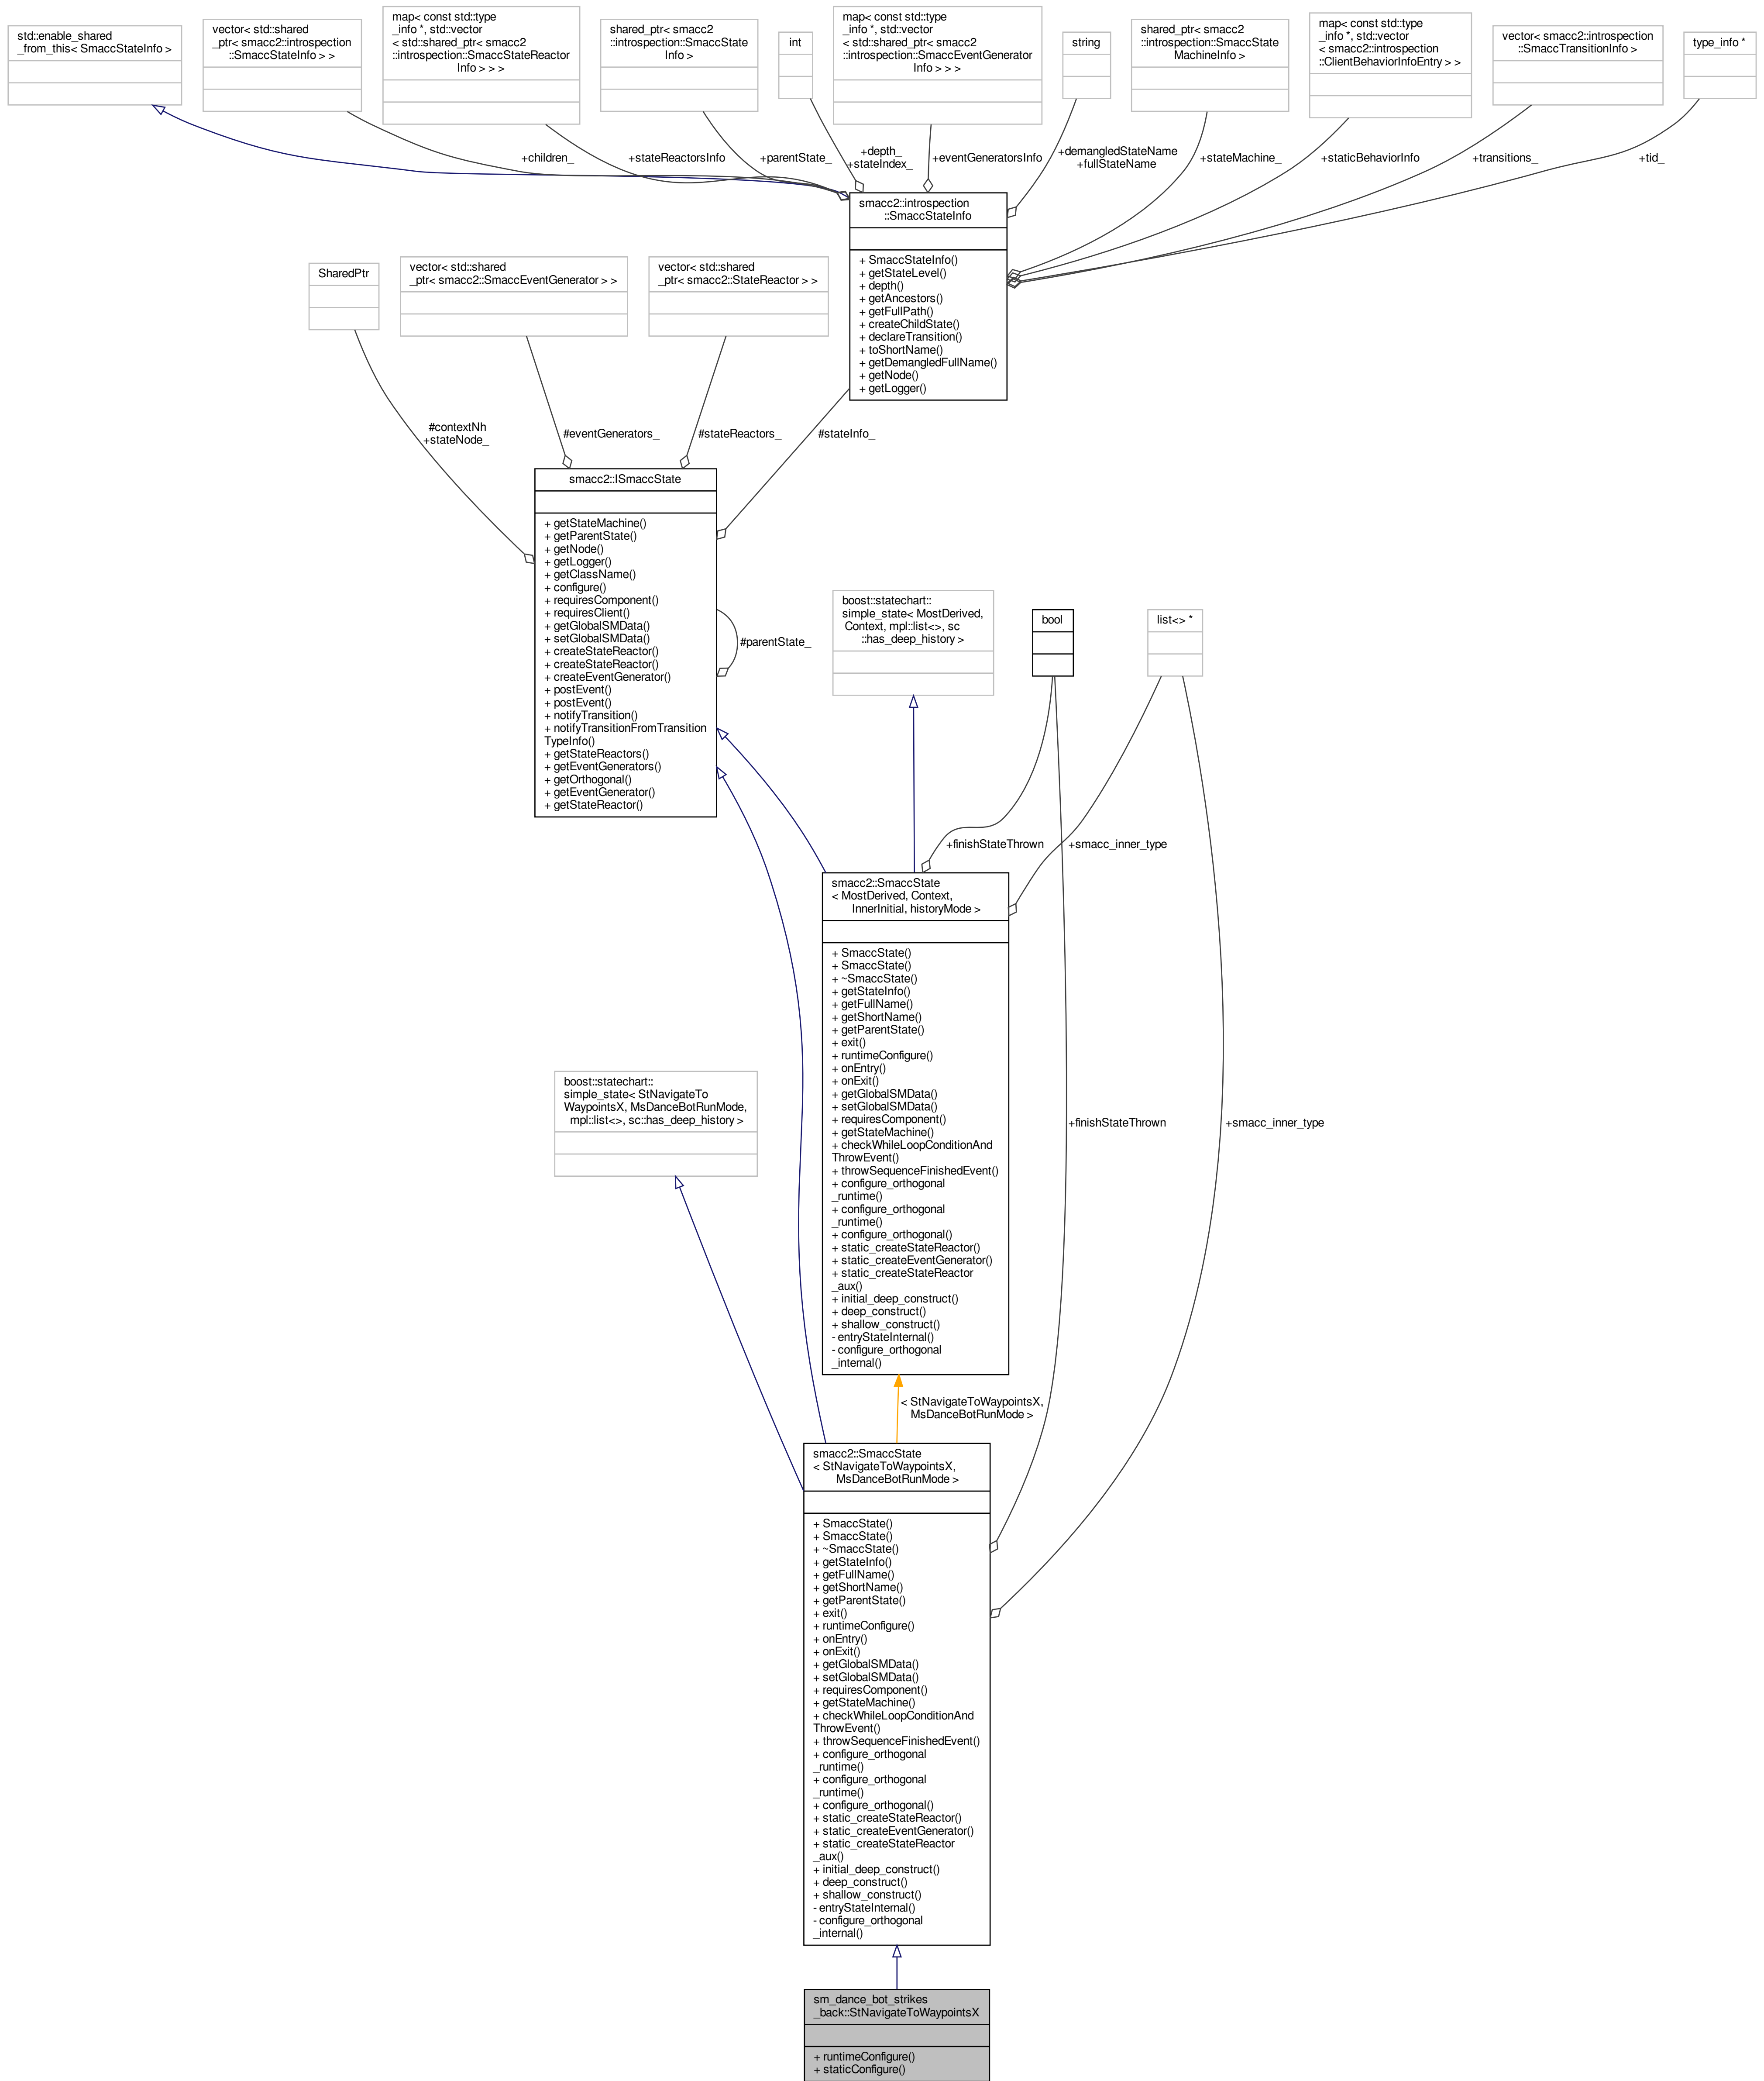 std::enable_shared
_from_this< SmaccStateInfo >
vector< std::shared
_ptr< smacc2::introspection
::SmaccStateInfo > >
map< const std::type
_info *, std::vector
< std::shared_ptr< smacc2
::introspection::SmaccStateReactor
Info > > >
shared_ptr< smacc2
::introspection::SmaccState
Info >
int
map< const std::type
_info *, std::vector
< std::shared_ptr< smacc2
::introspection::SmaccEventGenerator
Info > > >
string
shared_ptr< smacc2
::introspection::SmaccState
MachineInfo >
map< const std::type
_info *, std::vector
< smacc2::introspection
::ClientBehaviorInfoEntry > >
vector< smacc2::introspection
::SmaccTransitionInfo >
type_info *
+children_
+stateReactorsInfo
+parentState_
+depth_
+stateIndex_
+eventGeneratorsInfo
+demangledStateName
+fullStateName
+stateMachine_
+staticBehaviorInfo
+transitions_
+tid_
smacc2::introspection
::SmaccStateInfo
+ SmaccStateInfo()
+ getStateLevel()
+ depth()
+ getAncestors()
+ getFullPath()
+ createChildState()
+ declareTransition()
+ toShortName()
+ getDemangledFullName()
+ getNode()
+ getLogger()
SharedPtr
vector< std::shared
_ptr< smacc2::SmaccEventGenerator > >
vector< std::shared
_ptr< smacc2::StateReactor > >
#contextNh
+stateNode_
#eventGenerators_
#stateReactors_
#stateInfo_
smacc2::ISmaccState
+ getStateMachine()
+ getParentState()
+ getNode()
+ getLogger()
+ getClassName()
+ configure()
+ requiresComponent()
+ requiresClient()
+ getGlobalSMData()
+ setGlobalSMData()
+ createStateReactor()
+ createStateReactor()
+ createEventGenerator()
+ postEvent()
+ postEvent()
+ notifyTransition()
+ notifyTransitionFromTransition
TypeInfo()
+ getStateReactors()
+ getEventGenerators()
+ getOrthogonal()
+ getEventGenerator()
+ getStateReactor()
#parentState_
boost::statechart::
simple_state< MostDerived,
Context, mpl::list<>, sc
::has_deep_history >
bool
list<> *
+finishStateThrown
+smacc_inner_type
smacc2::SmaccState
< MostDerived, Context,
InnerInitial, historyMode >
+ SmaccState()
+ SmaccState()
+ ~SmaccState()
+ getStateInfo()
+ getFullName()
+ getShortName()
+ getParentState()
+ exit()
+ runtimeConfigure()
+ onEntry()
+ onExit()
+ getGlobalSMData()
+ setGlobalSMData()
+ requiresComponent()
+ getStateMachine()
+ checkWhileLoopConditionAnd
ThrowEvent()
+ throwSequenceFinishedEvent()
+ configure_orthogonal
_runtime()
+ configure_orthogonal
_runtime()
+ configure_orthogonal()
+ static_createStateReactor()
+ static_createEventGenerator()
+ static_createStateReactor
_aux()
+ initial_deep_construct()
+ deep_construct()
+ shallow_construct()
- entryStateInternal()
- configure_orthogonal
_internal()
boost::statechart::
simple_state< StNavigateTo
WaypointsX, MsDanceBotRunMode,
mpl::list<>, sc::has_deep_history >
+finishStateThrown
+smacc_inner_type
< StNavigateToWaypointsX,
MsDanceBotRunMode >
smacc2::SmaccState
< StNavigateToWaypointsX,
MsDanceBotRunMode >
+ SmaccState()
+ SmaccState()
+ ~SmaccState()
+ getStateInfo()
+ getFullName()
+ getShortName()
+ getParentState()
+ exit()
+ runtimeConfigure()
+ onEntry()
+ onExit()
+ getGlobalSMData()
+ setGlobalSMData()
+ requiresComponent()
+ getStateMachine()
+ checkWhileLoopConditionAnd
ThrowEvent()
+ throwSequenceFinishedEvent()
+ configure_orthogonal
_runtime()
+ configure_orthogonal
_runtime()
+ configure_orthogonal()
+ static_createStateReactor()
+ static_createEventGenerator()
+ static_createStateReactor
_aux()
+ initial_deep_construct()
+ deep_construct()
+ shallow_construct()
- entryStateInternal()
- configure_orthogonal
_internal()
sm_dance_bot_strikes
_back::StNavigateToWaypointsX
+ runtimeConfigure()
+ staticConfigure()